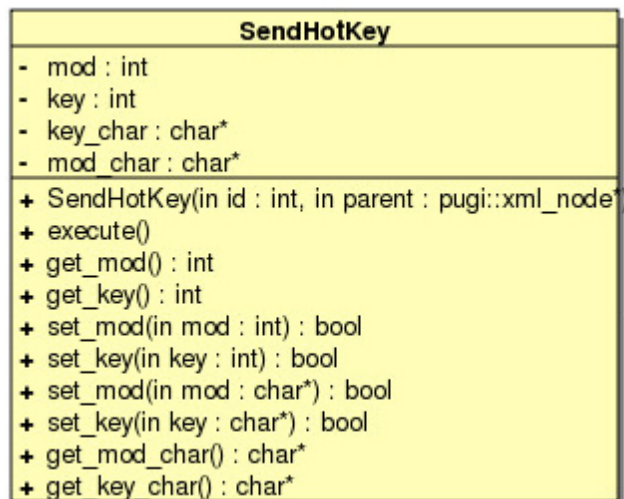 SendHotKey
- mod : int
- key : int
- key_char : char*
- mod_char : char*
+ SendHotKey(in id : int, in parent : pugi::xml_node*)
+ execute()
+ get_mod() : int
+ get_key() : int
+ set_mod(in mod : int) : bool
+ set_key(in key : int) : bool
+ set_mod(in mod : char*) : bool
+ set_key(in key : char*) : bool
+ get_mod_char() : char*
+ get_key_char() : char*